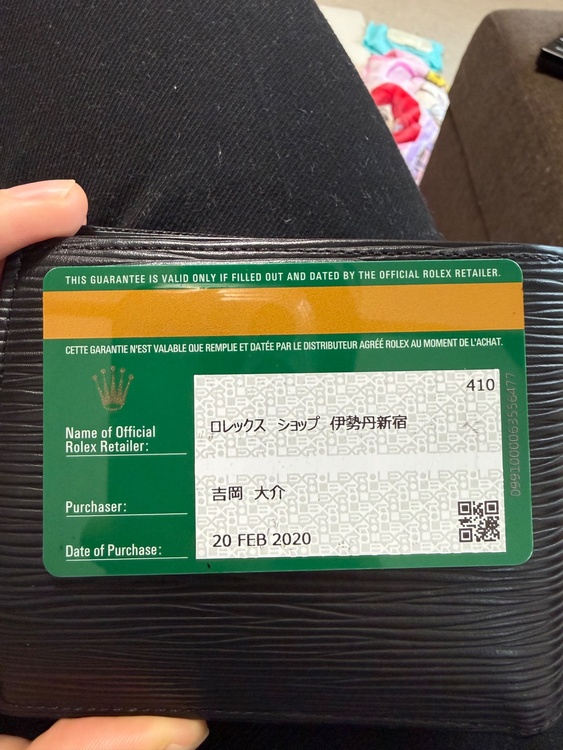 THIS GUARANTEE IS VALID ONLY IF FILLED OUT AND DATED BY THE OFFICIAL ROLEX RETAILER.
CETTE GARANTIE N'EST VALABLE QUE REMPLIE ET DATÉE PAR LE DISTRIBUTEUR AGRÉÉ ROLEX AU MOMENT DE L'ACHAT.
410
Name of Official
Rolex Retailer:
ロレックス ショップ 伊勢丹新宿
Purchaser:
吉岡 大介
Date of Purchase:
20 FEB 2020